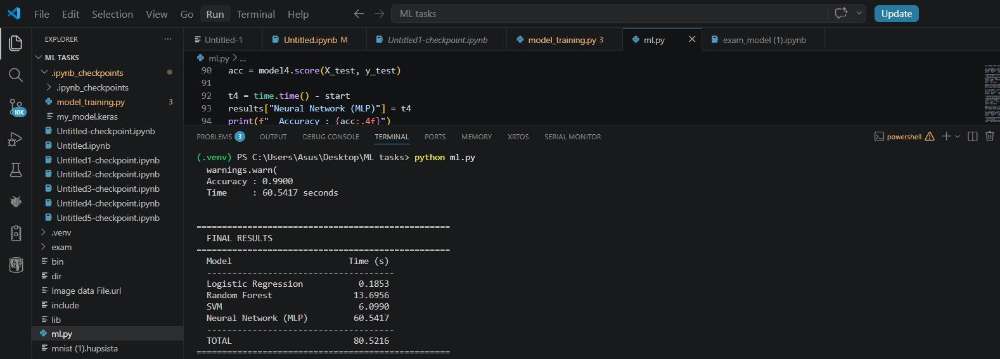 File Edit Selection View Go Run Terminal Help ML tasks Update
EXPLORER ...
ML TASKS
.ipynb_checkpoints
.ipynb_checkpoints
model_training.py 3
my_model.keras
Untitled-checkpoint.ipynb
Untitled.ipynb
Untitled1-checkpoint.ipynb
Untitled2-checkpoint.ipynb
Untitled3-checkpoint.ipynb
Untitled4-checkpoint.ipynb
Untitled5-checkpoint.ipynb
.venv
exam
bin
dir
Image data File.url
include
lib
ml.py
mnist (1).hupsista
10K
Untitled-1 Untitled.ipynb M Untitled1-checkpoint.ipynb model_training.py 3 ml.py exam_model (1).ipynb
ml.py > ...
90 acc = model4.score(X_test, y_test)
91
92 t4 = time.time() - start
93 results["Neural Network (MLP)"] = t4
94 print(f"  Accuracy : {acc:.4f}")
PROBLEMS 3 OUTPUT DEBUG CONSOLE TERMINAL PORTS MEMORY XRTOS SERIAL MONITOR powershell
(.venv) PS C:\Users\Asus\Desktop\ML tasks> python ml.py
warnings.warn(
Accuracy : 0.9900
Time     : 60.5417 seconds
==================================================
FINAL RESULTS
==================================================
Model                       Time (s)
-------------------------------------
Logistic Regression           0.1853
Random Forest                13.6956
SVM                           6.0990
Neural Network (MLP)         60.5417
-------------------------------------
TOTAL                        80.5216
==================================================